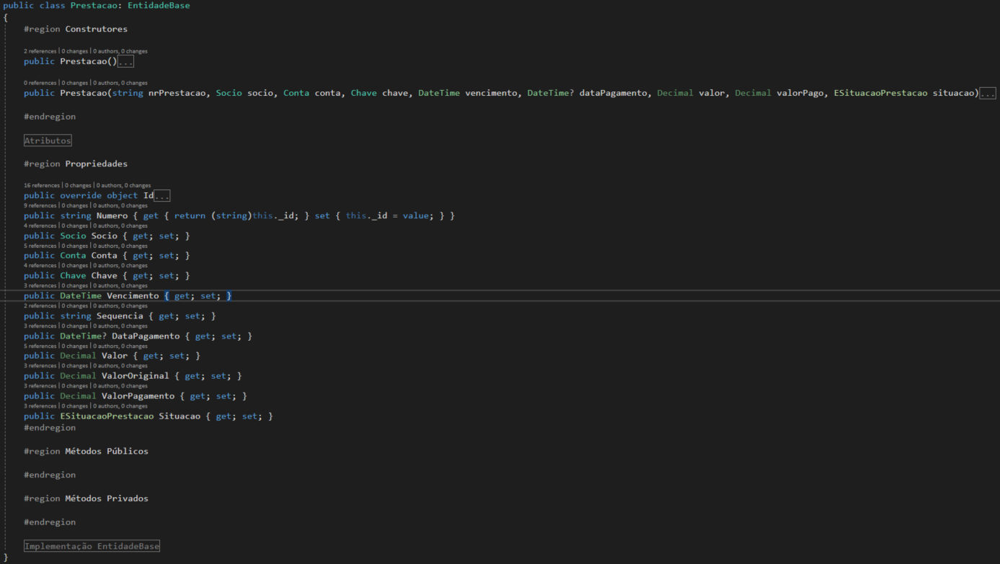 public class Prestacao: EntidadeBase
{
#region Construtores
2 references | 0 changes | 0 authors, 0 changes
public Prestacao()...
0 references | 0 changes | 0 authors, 0 changes
public Prestacao(string nrPrestacao, Socio socio, Conta conta, Chave chave, DateTime vencimento, DateTime? dataPagamento, Decimal valor, Decimal valorPago, ESituacaoPrestacao situacao)...
#endregion
Atributos
#region Propriedades
16 references | 0 changes | 0 authors, 0 changes
public override object Id...
9 references | 0 changes | 0 authors, 0 changes
public string Numero { get { return (string)this._id; } set { this._id = value; } }
4 references | 0 changes | 0 authors, 0 changes
public Socio Socio { get; set; }
5 references | 0 changes | 0 authors, 0 changes
public Conta Conta { get; set; }
4 references | 0 changes | 0 authors, 0 changes
public Chave Chave { get; set; }
3 references | 0 changes | 0 authors, 0 changes
public DateTime Vencimento { get; set; }
2 references | 0 changes | 0 authors, 0 changes
public string Sequencia { get; set; }
3 references | 0 changes | 0 authors, 0 changes
public DateTime? DataPagamento { get; set; }
5 references | 0 changes | 0 authors, 0 changes
public Decimal Valor { get; set; }
3 references | 0 changes | 0 authors, 0 changes
public Decimal ValorOriginal { get; set; }
3 references | 0 changes | 0 authors, 0 changes
public Decimal ValorPagamento { get; set; }
3 references | 0 changes | 0 authors, 0 changes
public ESituacaoPrestacao Situacao { get; set; }
#endregion
#region Métodos Públicos
#endregion
#region Métodos Privados
#endregion
Implementação EntidadeBase
}